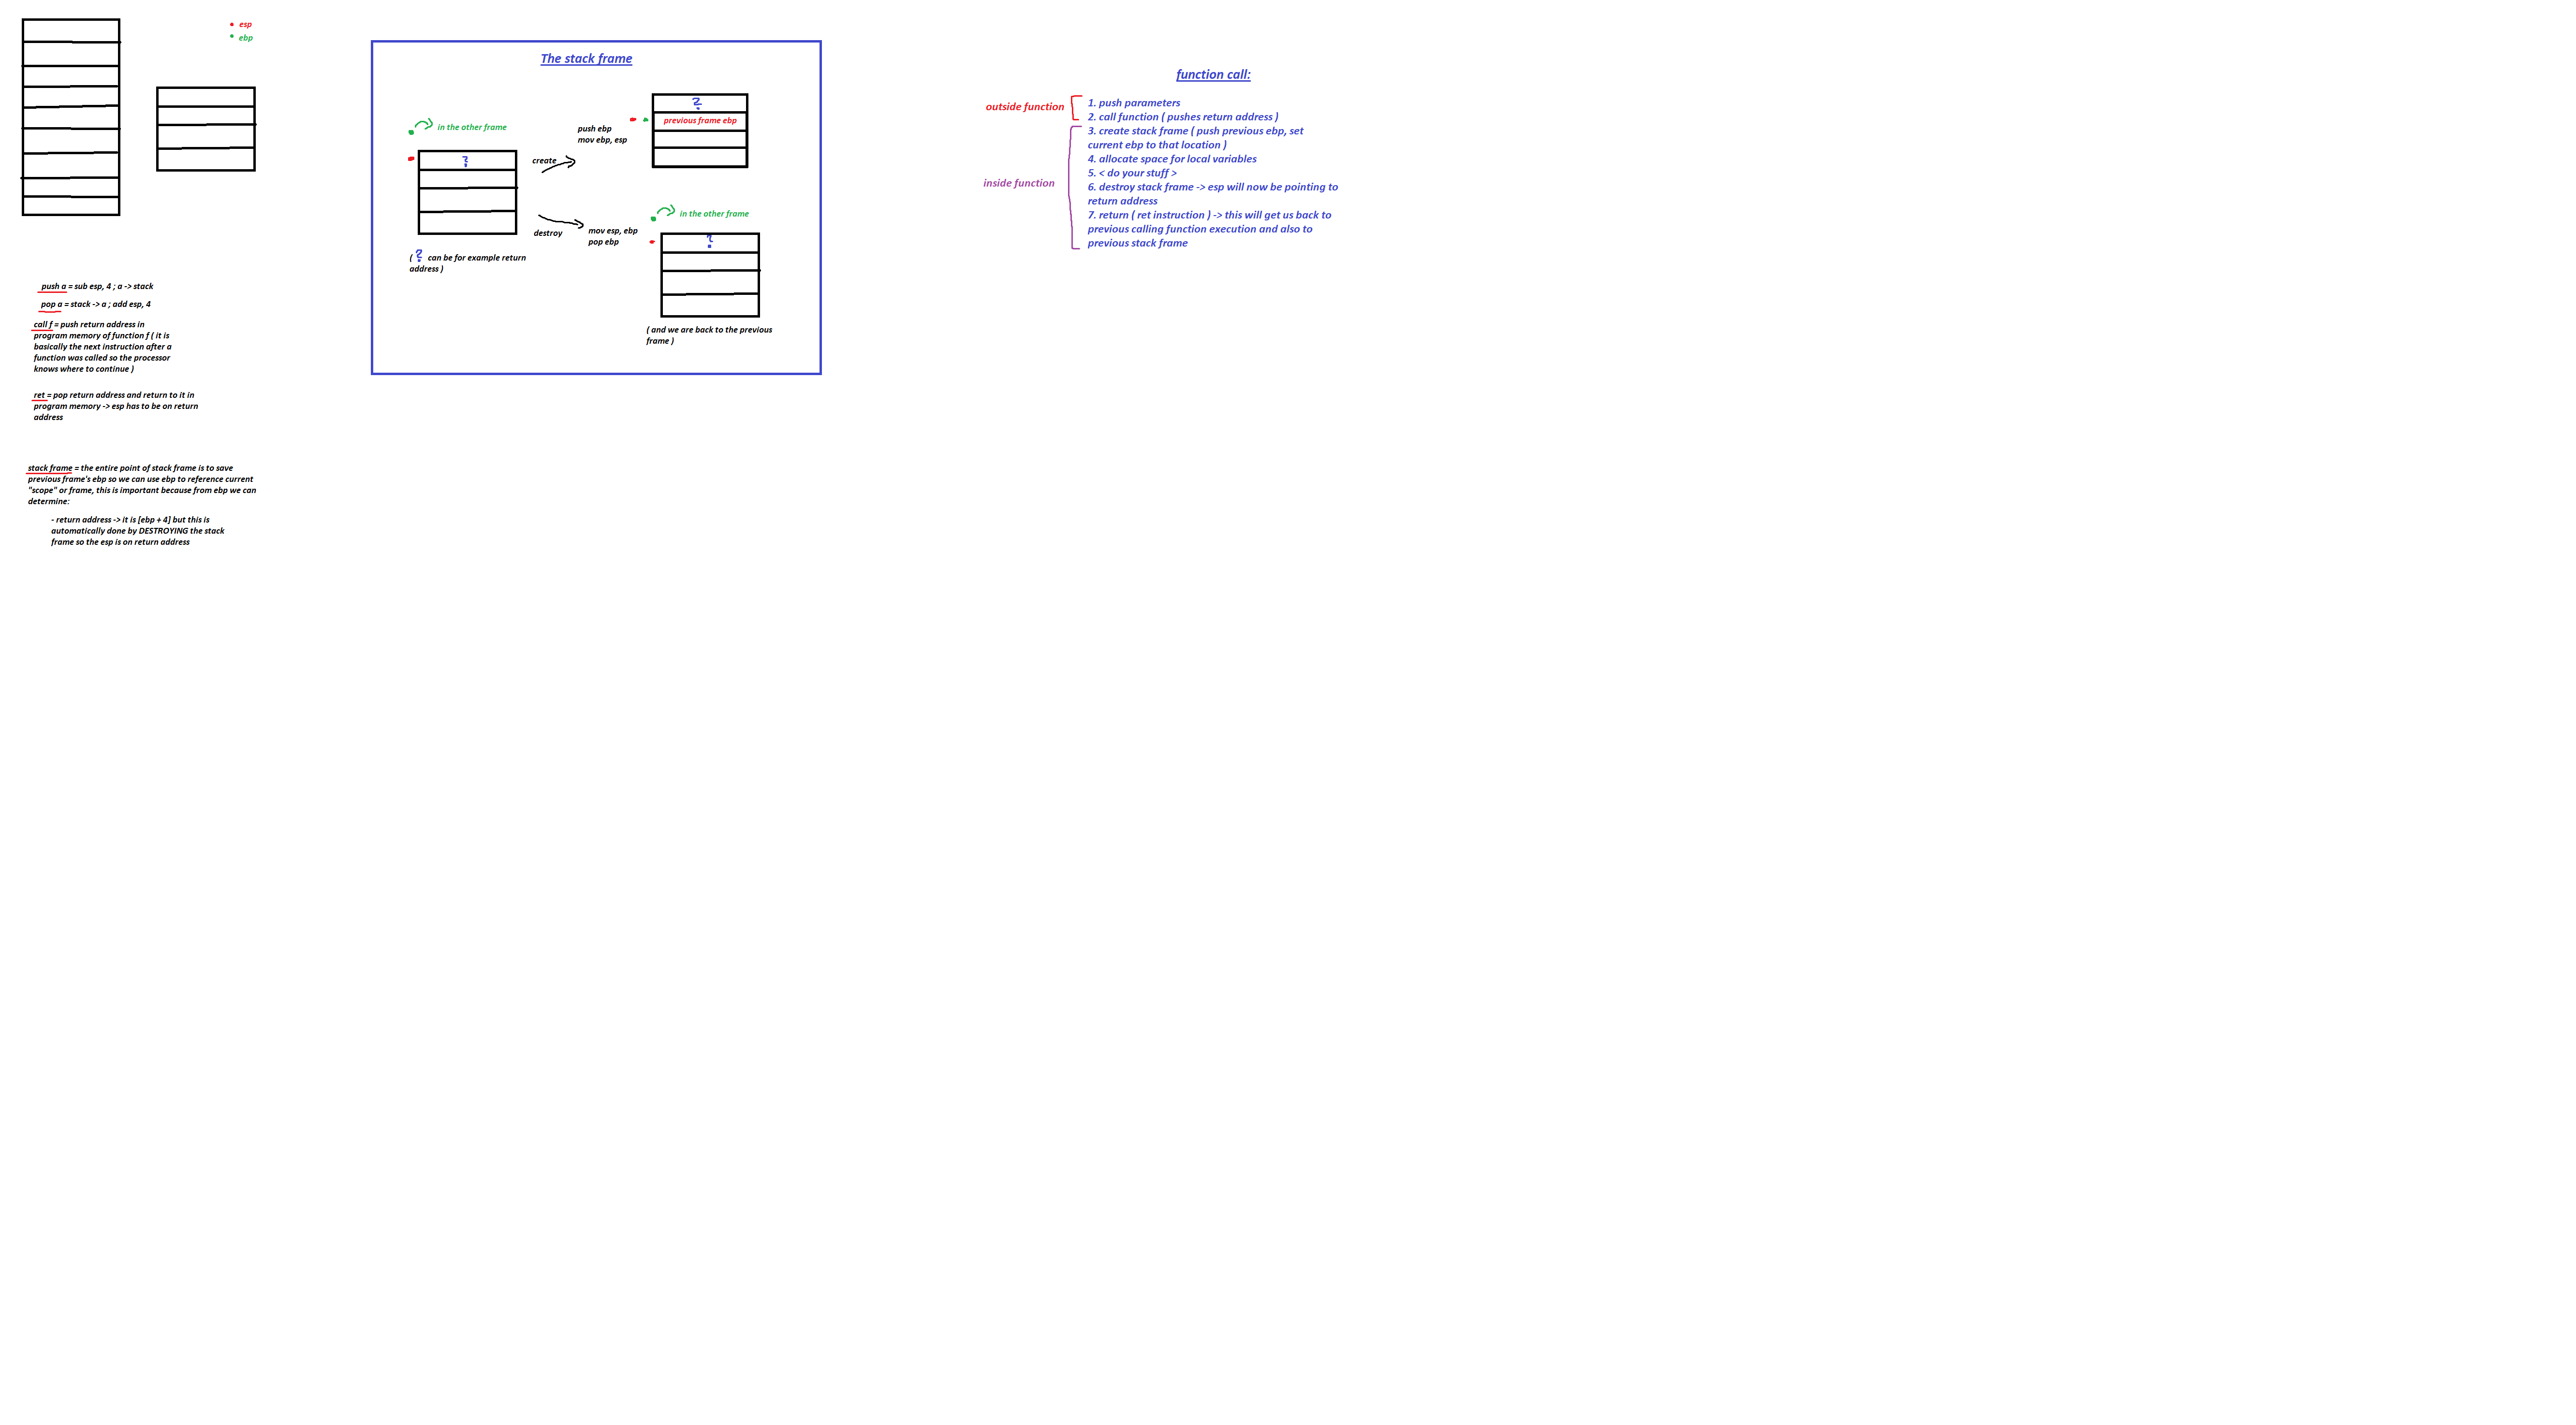 esp
ebp
push a = sub esp, 4 ; a -> stack
pop a = stack -> a ; add esp, 4
call f = push return address in
program memory of function f ( it is
basically the next instruction after a
function was called so the processor
knows where to continue )
ret = pop return address and return to it in
program memory -> esp has to be on return
address
stack frame = the entire point of stack frame is to save
previous frame's ebp so we can use ebp to reference current
"scope" or frame, this is important because from ebp we can
determine:
- return address -> it is [ebp + 4] but this is
automatically done by DESTROYING the stack
frame so the esp is on return address
The stack frame
in the other frame
?
( ? can be for example return
address )
create
push ebp
mov ebp, esp
?
previous frame ebp
destroy
mov esp, ebp
pop ebp
in the other frame
?
( and we are back to the previous
frame )
function call:
outside function
1. push parameters
2. call function ( pushes return address )
inside function
3. create stack frame ( push previous ebp, set
current ebp to that location )
4. allocate space for local variables
5. < do your stuff >
6. destroy stack frame -> esp will now be pointing to
return address
7. return ( ret instruction ) -> this will get us back to
previous calling function execution and also to
previous stack frame